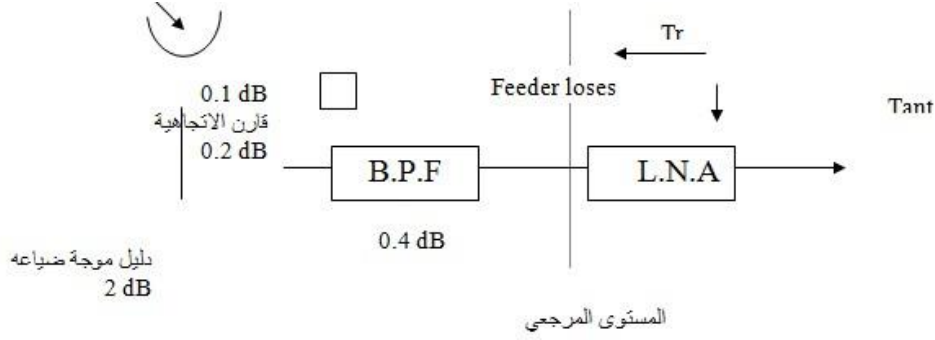 Tr
Feeder loses
0.1 dB
قارن الاتجاهية
0.2 dB
Tant
B.P.F
L.N.A
0.4 dB
دليل موجة ضياعه
2 dB
المستوى المرجعي